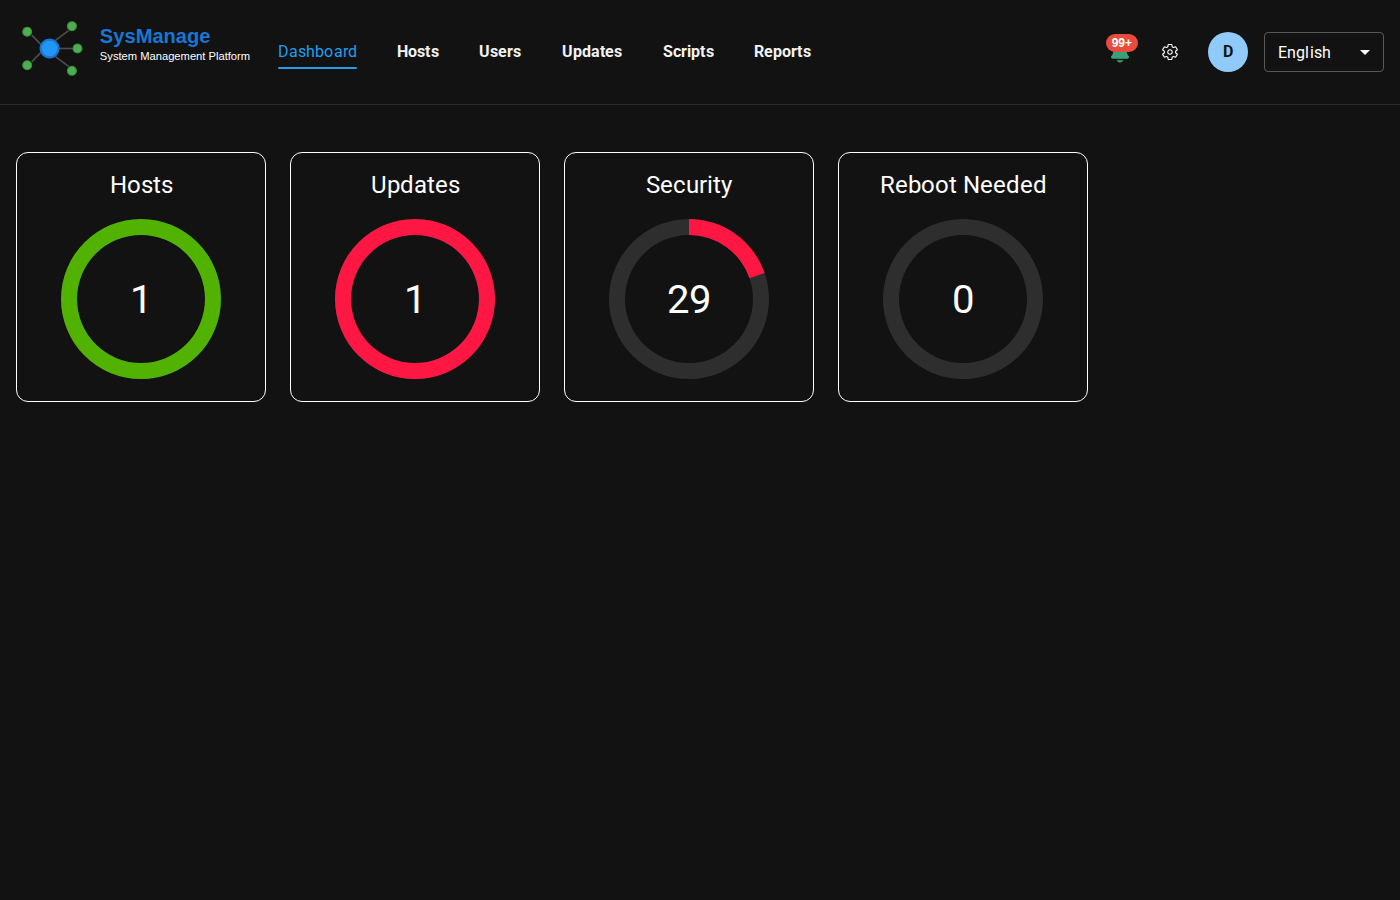 SysManage
System Management Platform
Dashboard
Hosts
Users
Updates
Scripts
Reports
99+
D
English
Hosts
1
Updates
1
Security
29
Reboot Needed
0